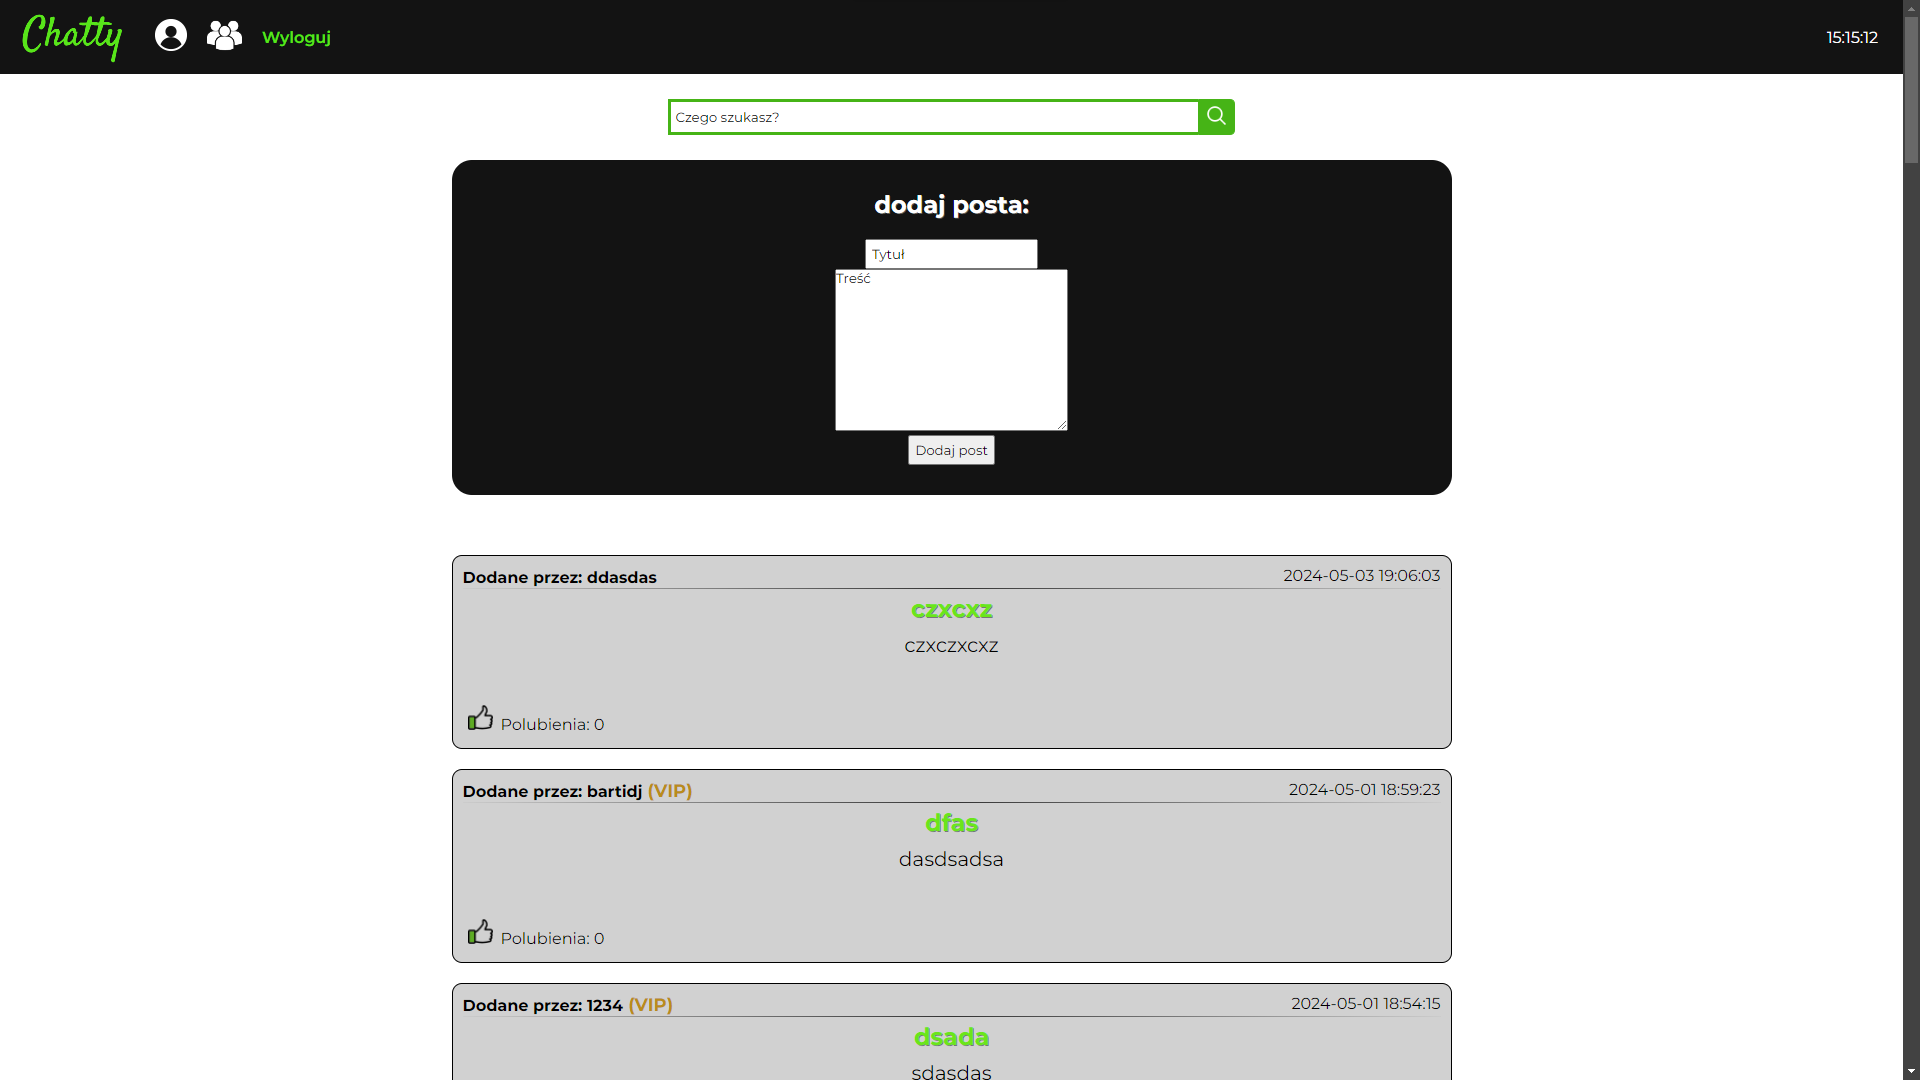 Chatty
Wyloguj
15:15:12
Czego szukasz?
dodaj posta:
Tytuł
Treść
Dodaj post
Dodane przez: ddasdas
2024-05-03 19:06:03
czxcxz
czxczxcxz
Polubienia: 0
Dodane przez: bartidj (VIP)
2024-05-01 18:59:23
dfas
dasdsadsa
Polubienia: 0
Dodane przez: 1234 (VIP)
2024-05-01 18:54:15
dsada
sdasdas